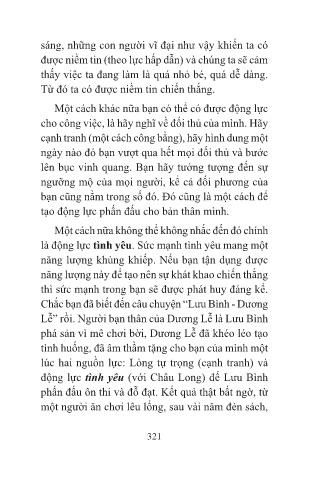 sáng, những con người vĩ đại như vậy khiến ta có
được niềm tin (theo lực hấp dẫn) và chúng ta sẽ cảm
thấy việc ta đang làm là quá nhỏ bé, quá dễ dàng.
Từ đó ta có được niềm tin chiến thắng.
Một cách khác nữa bạn có thể có được động lực
cho công việc, là hãy nghĩ về đối thủ của mình. Hãy
cạnh tranh (một cách công bằng), hãy hình dung một
ngày nào đó bạn vượt qua hết mọi đối thủ và bước
lên bục vinh quang. Bạn hãy tưởng tượng đến sự
ngưỡng mộ của mọi người, kể cả đối phương của
bạn cũng nằm trong số đó. Đó cũng là một cách để
tạo động lực phấn đấu cho bản thân mình.
Một cách nữa không thể không nhắc đến đó chính
là động lực tình yêu. Sức mạnh tình yêu mang một
năng lượng khủng khiếp. Nếu bạn tận dụng được
năng lượng này để tạo nên sự khát khao chiến thắng
thì sức mạnh trong bạn sẽ được phát huy đáng kể.
Chắc bạn đã biết đến câu chuyện “Lưu Bình - Dương
Lễ” rồi. Người bạn thân của Dương Lễ là Lưu Bình
phá sản vì mê chơi bời, Dương Lễ đã khéo léo tạo
tình huống, đã âm thầm tặng cho bạn của mình một
lúc hai nguồn lực: Lòng tự trọng (cạnh tranh) và
động lực tình yêu (với Châu Long) để Lưu Bình
phấn đấu ôn thi và đỗ đạt. Kết quả thật bất ngờ, từ
một người ăn chơi lêu lổng, sau vài năm đèn sách,
321